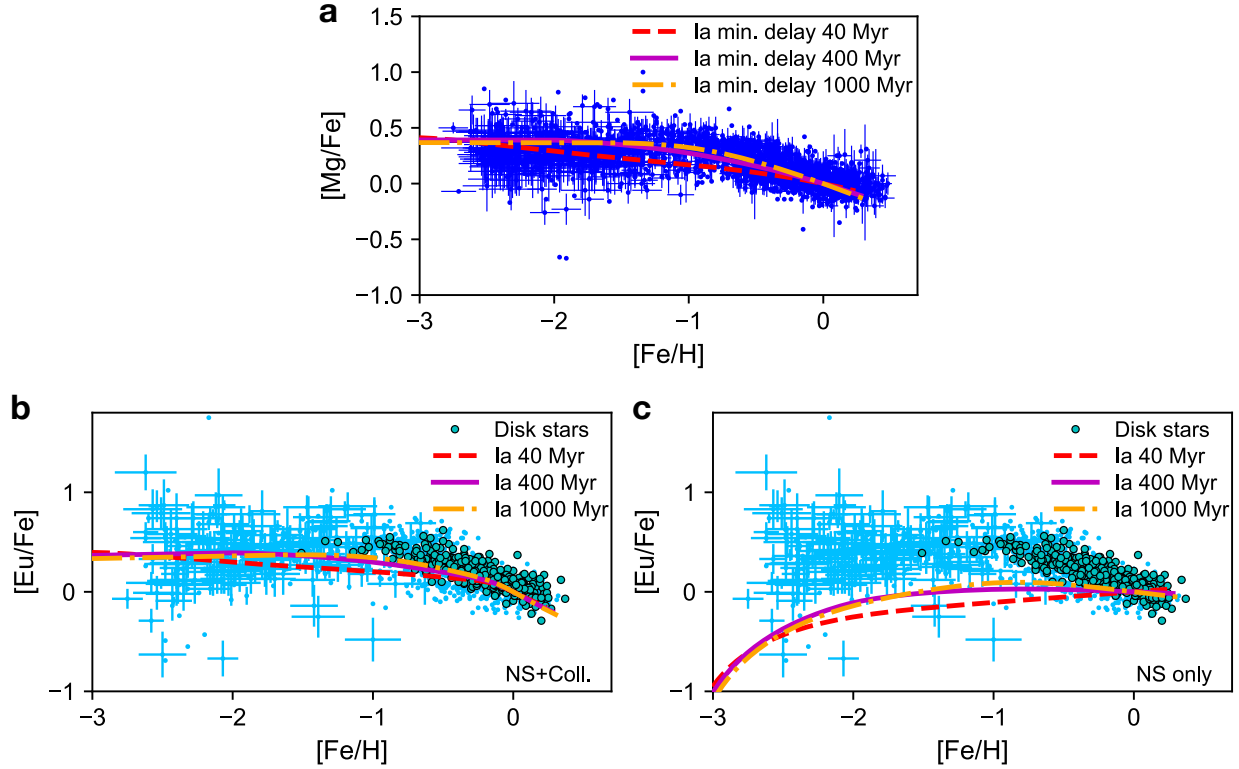 a
1.5
1.0
0.5
0.0
−0.5
−1.0
[Mg/Fe]
Ia min. delay 40 Myr
Ia min. delay 400 Myr
Ia min. delay 1000 Myr
−3 −2 −1 0
[Fe/H]
b
1
0
−1
[Eu/Fe]
Disk stars
Ia 40 Myr
Ia 400 Myr
Ia 1000 Myr
NS+Coll.
−3 −2 −1 0
[Fe/H]
c
1
0
−1
[Eu/Fe]
Disk stars
Ia 40 Myr
Ia 400 Myr
Ia 1000 Myr
NS only
−3 −2 −1 0
[Fe/H]